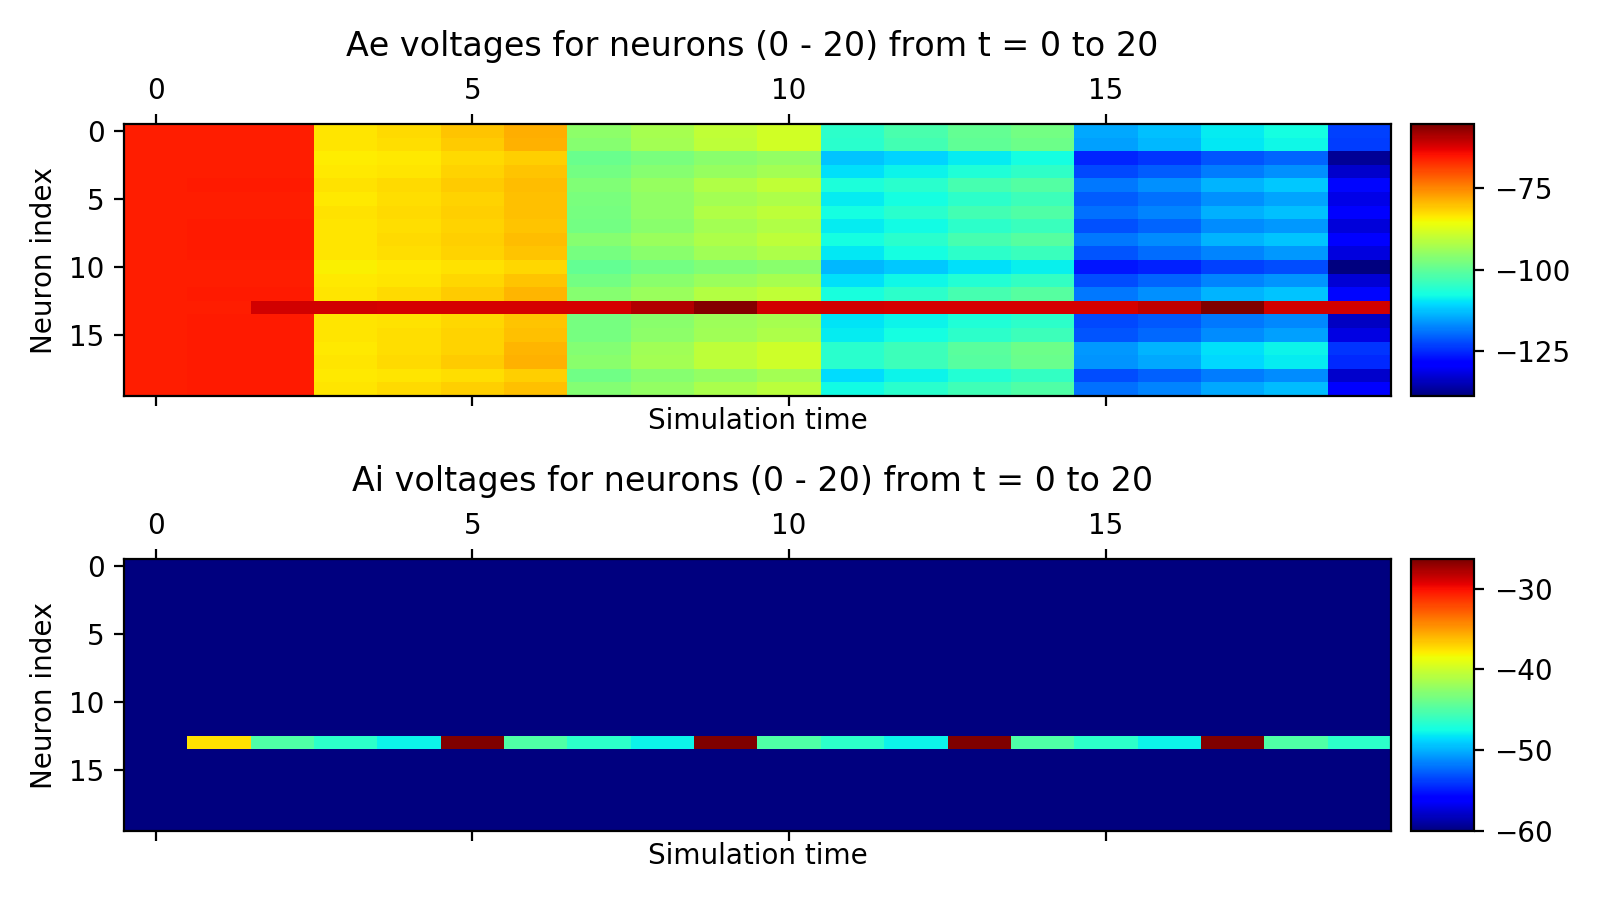 Ae voltages for neurons (0 - 20) from t = 0 to 20
0 5 10 15
Neuron index
0
5
10
15
Simulation time
−75
−100
−125
Ai voltages for neurons (0 - 20) from t = 0 to 20
0 5 10 15
Neuron index
0
5
10
15
Simulation time
−30
−40
−50
−60